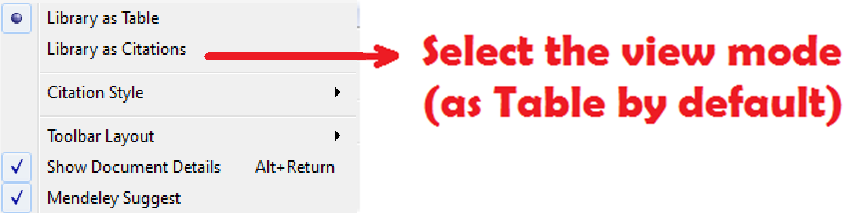 Library as Table
Library as Citations
Citation Style
Toolbar Layout
Show Document Details Alt+Return
Mendeley Suggest
Select the view mode
(as Table by default)